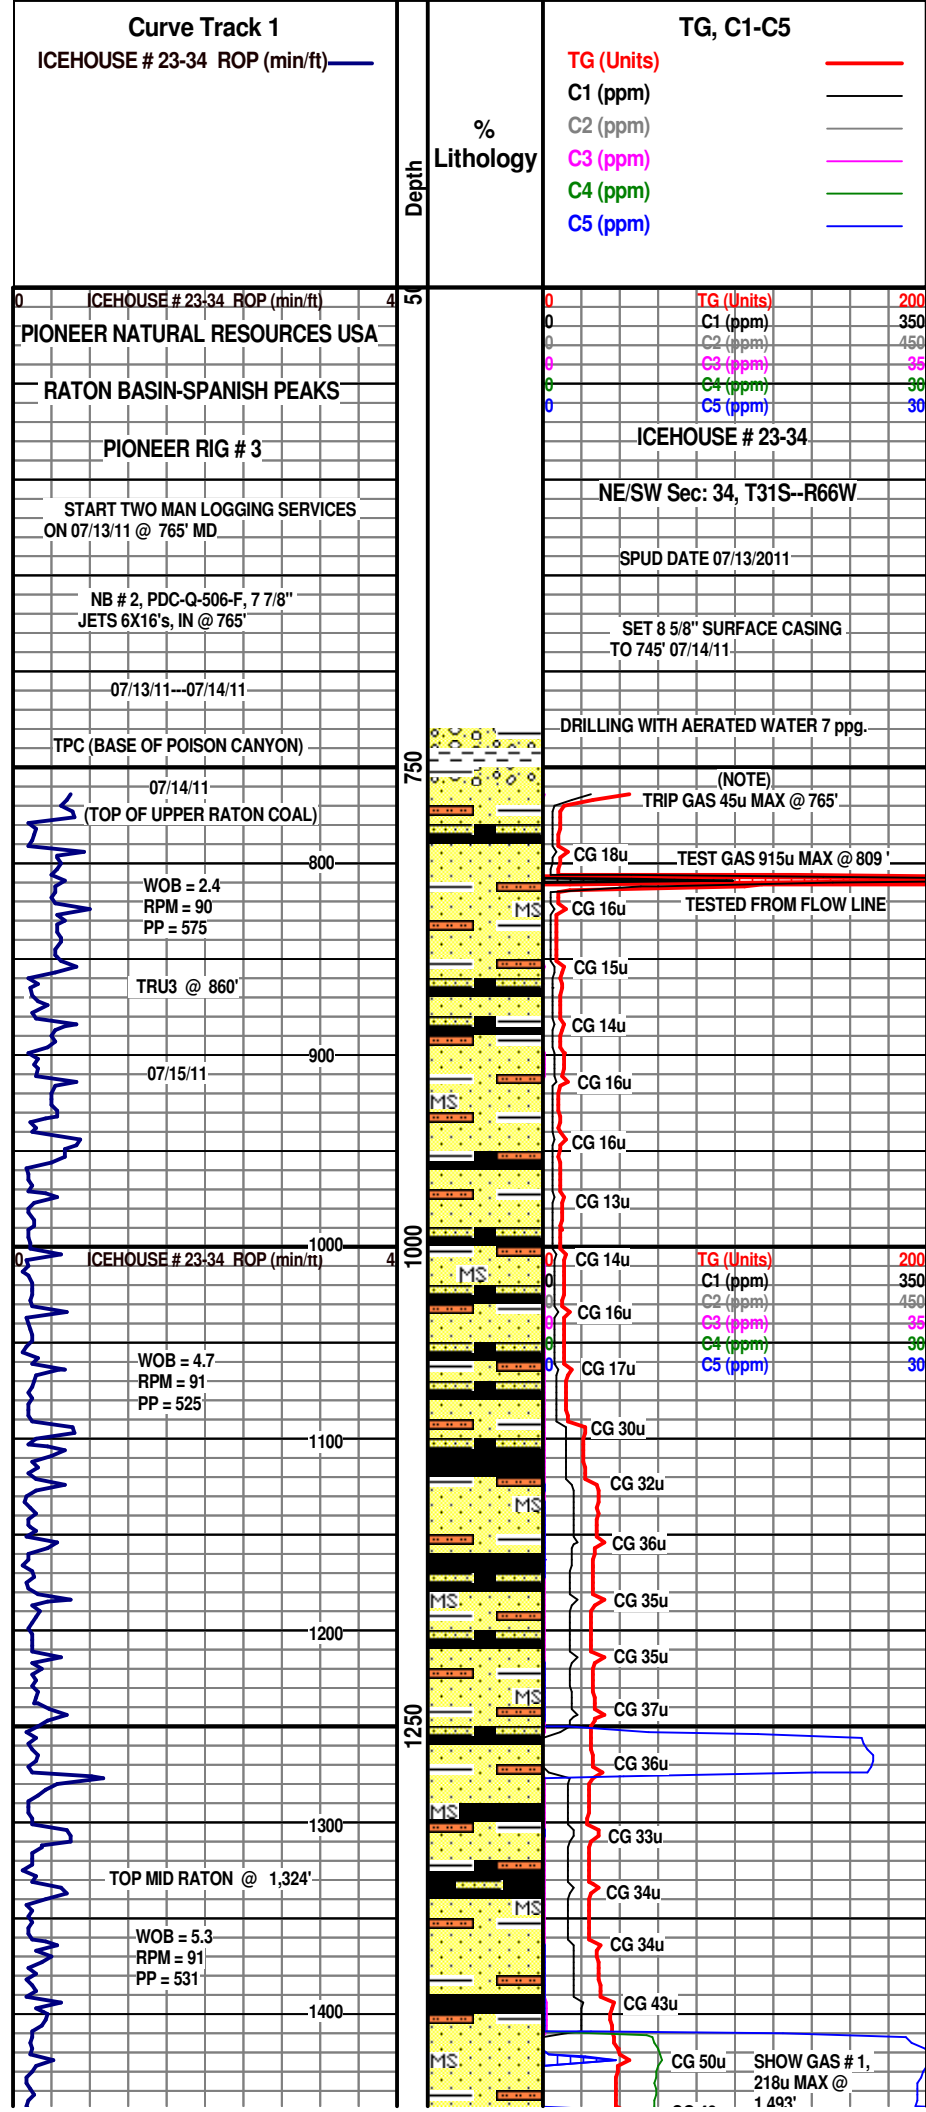 Curve Track 1
ICEHOUSE # 23-34 ROP (min/ft)
Depth
%
Lithology
TG, C1-C5
TG (Units)
C1 (ppm)
C2 (ppm)
C3 (ppm)
C4 (ppm)
C5 (ppm)
0 ICEHOUSE # 23-34 ROP (min/ft) 4
50
0 TG (Units) 200
0 C1 (ppm) 350
0 C2 (ppm) 450
0 C3 (ppm) 35
0 C4 (ppm) 30
0 C5 (ppm) 30
PIONEER NATURAL RESOURCES USA
RATON BASIN-SPANISH PEAKS
PIONEER RIG # 3
START TWO MAN LOGGING SERVICES
ON 07/13/11 @ 765' MD
NB # 2, PDC-Q-506-F, 7 7/8"
JETS 6X16's, IN @ 765'
07/13/11---07/14/11
TPC (BASE OF POISON CANYON)
07/14/11
(TOP OF UPPER RATON COAL)
ICEHOUSE # 23-34
NE/SW Sec: 34, T31S--R66W
SPUD DATE 07/13/2011
SET 8 5/8" SURFACE CASING
TO 745' 07/14/11
DRILLING WITH AERATED WATER 7 ppg.
750
(NOTE)
TRIP GAS 45u MAX @ 765'
CG 18u
TEST GAS 915u MAX @ 809 '
800
WOB = 2.4
RPM = 90
PP = 575
MS
CG 16u
TESTED FROM FLOW LINE
CG 15u
TRU3 @ 860'
CG 14u
900
07/15/11
CG 16u
MS
CG 16u
CG 13u
1000
1000
0 ICEHOUSE # 23-34 ROP (min/ft) 4
CG 14u
0 TG (Units) 200
0 C1 (ppm) 350
0 C2 (ppm) 450
0 C3 (ppm) 35
0 C4 (ppm) 30
0 C5 (ppm) 30
MS
CG 16u
CG 17u
WOB = 4.7
RPM = 91
PP = 525
CG 30u
1100
CG 32u
MS
CG 36u
MS
CG 35u
1200
CG 35u
MS
CG 37u
1250
CG 36u
MS
1300
CG 33u
TOP MID RATON @ 1,324'
CG 34u
MS
WOB = 5.3
RPM = 91
PP = 531
CG 34u
CG 43u
1400
MS
CG 50u
SHOW GAS # 1,
218u MAX @
1,493'